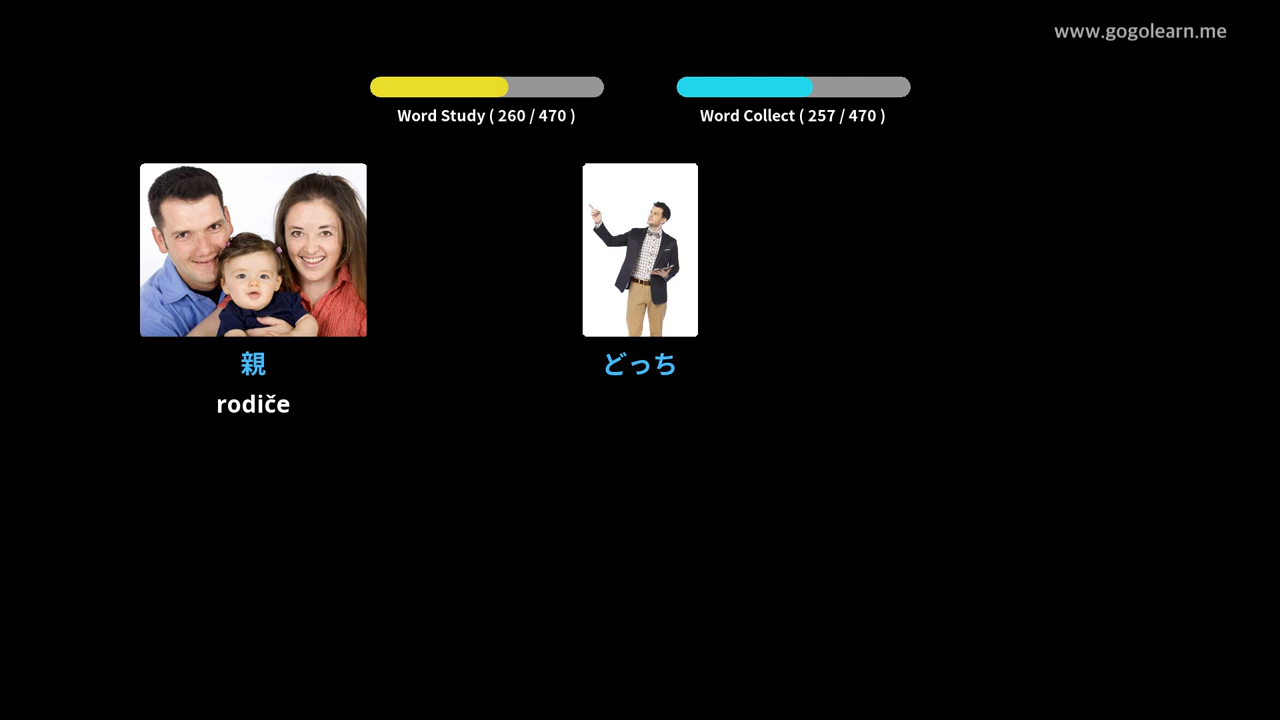 www.gogolearn.me
Word Study ( 260 / 470 )
Word Collect ( 257 / 470 )
親
rodiče
どっち